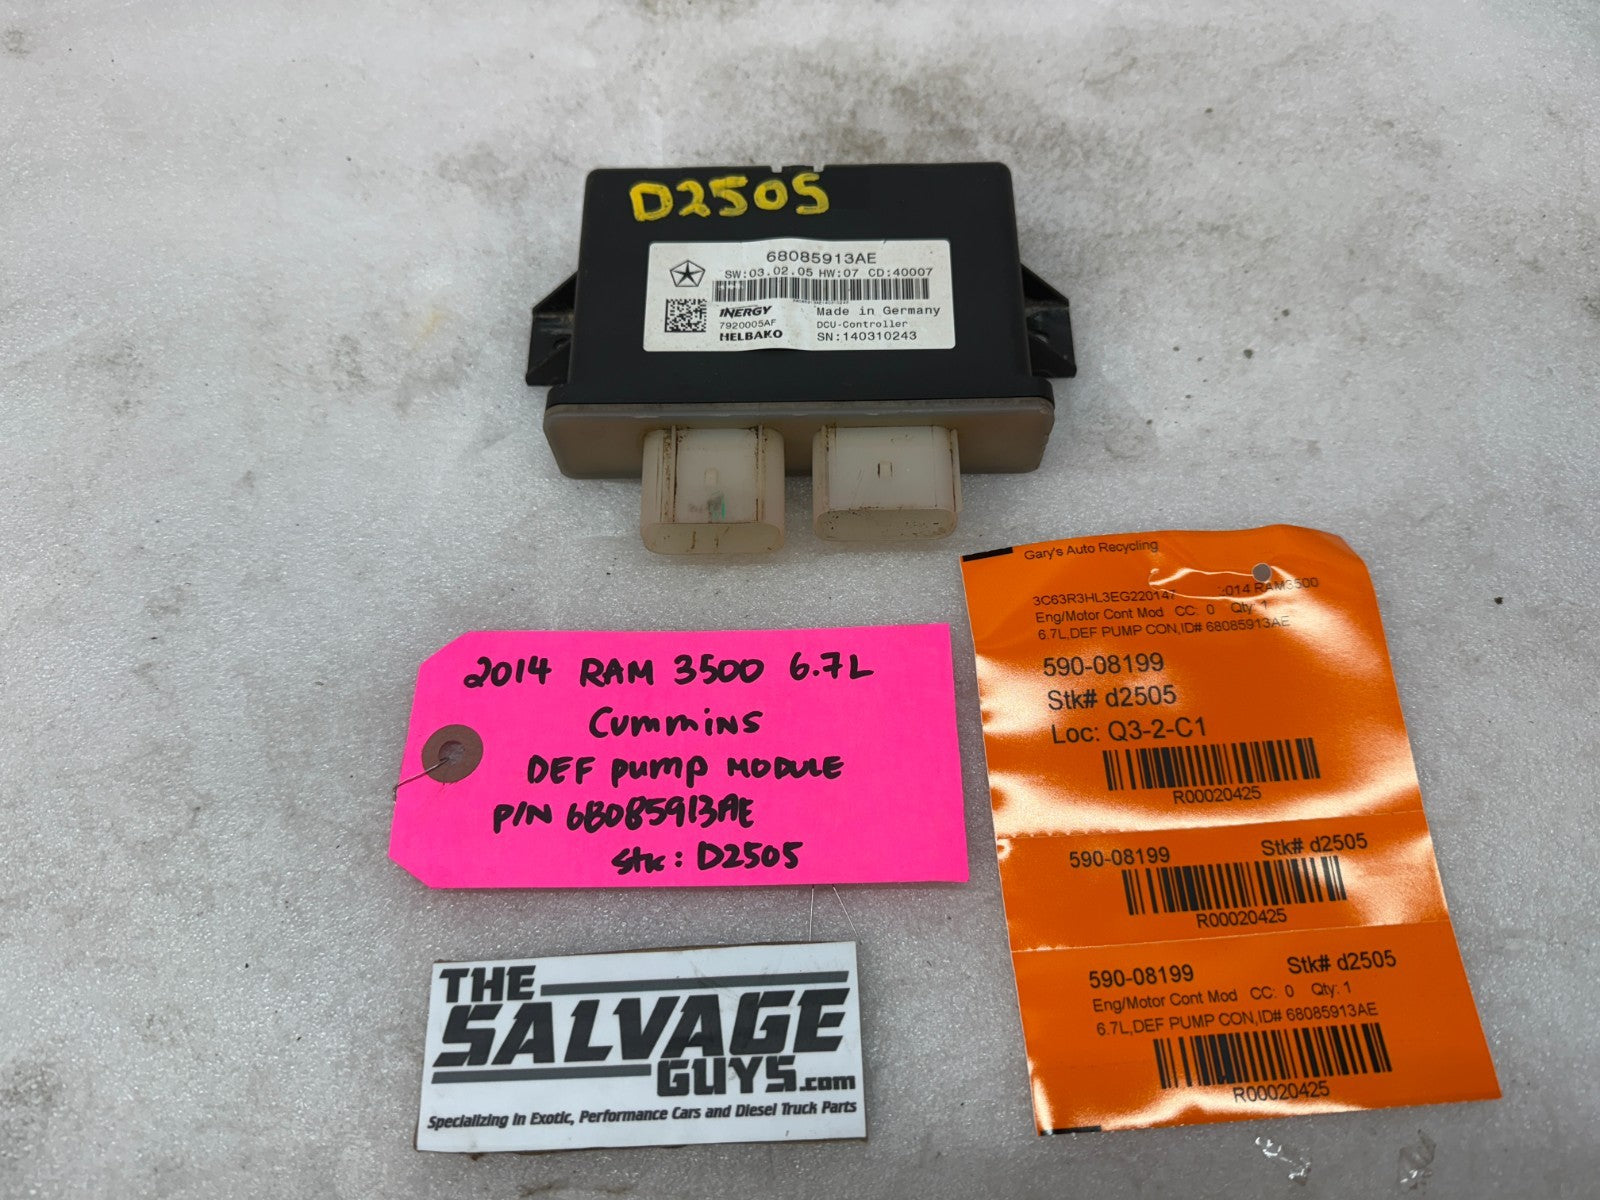 D2505
68085913AE
SW:03.02.05 HW:07 CD:40007
INERGY
Made in Germany
7920005AF
DCU-Controller
HELBAKO
SN:140310243
2014 RAM 3500 6.7L
Cummins
DEF PUMP MODULE
P/N 68085913AE
Stk: D2505
THE
SALVAGE
GUYS.com
Specializing in Exotic, Performance Cars and Diesel Truck Parts
Gary's Auto Recycling
3C63R3HL3EG220147 2014 RAM3500
Eng/Motor Cont Mod CC: 0 Qty: 1
6.7L,DEF PUMP CON,ID# 68085913AE
590-08199
Stk# d2505
Loc: Q3-2-C1
R00020425
590-08199 Stk# d2505
R00020425
590-08199 Stk# d2505
Eng/Motor Cont Mod CC: 0 Qty: 1
6.7L,DEF PUMP CON,ID# 68085913AE
R00020425